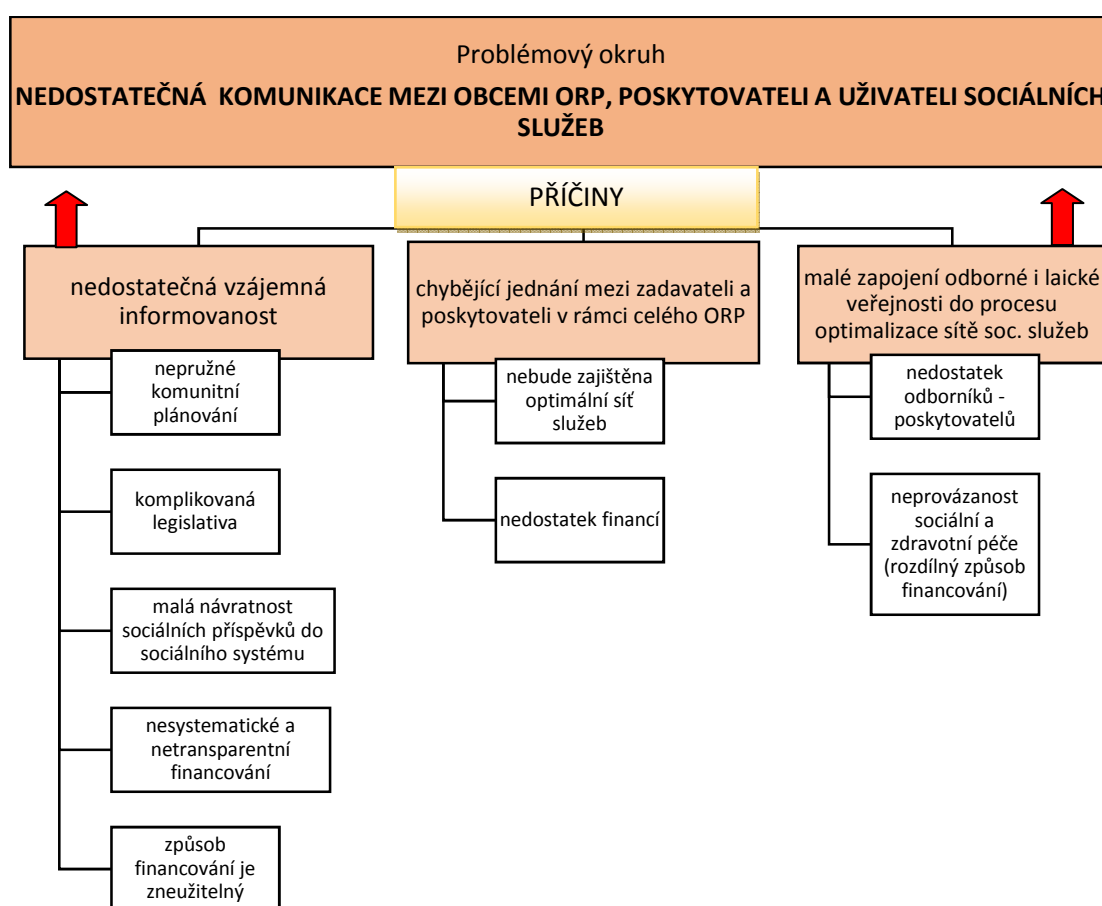 Problémový okruh
NEDOSTATEČNÁ KOMUNIKACE MEZI OBCEMI ORP, POSKYTOVATELI A UŽIVATELI SOCIÁLNÍCH
SLUŽEB
PŘÍČINY
nedostatečná vzájemná
informovanost
nepružné
komunitní
plánování
komplikovaná
legislativa
malá návratnost
sociálních příspěvků do
sociálního systému
nesystematické a
netransparentní
financování
způsob
financování je
zneužitelný
chybějící jednání mezi zadavateli a
poskytovateli v rámci celého ORP
nebude zajištěna
optimální síť
služeb
nedostatek financí
malé zapojení odborné i laické
veřejnosti do procesu
optimalizace sítě soc. služeb
nedostatek
odborníků -
poskytovatelů
neprovázanost
sociální a
zdravotní péče
(rozdílný způsob
financování)